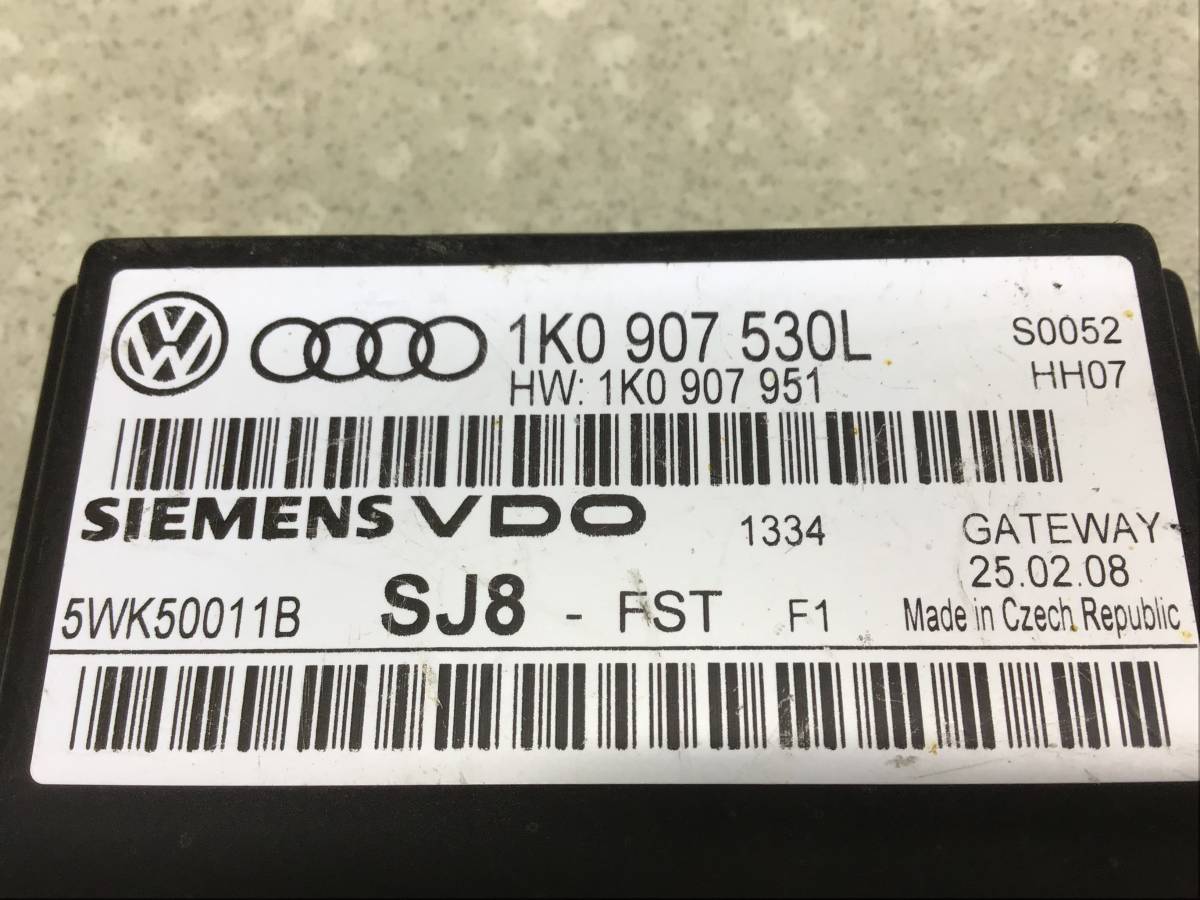 1K0 907 530L S0052
HW: 1K0 907 951 HH07
SIEMENS VDO 1334 GATEWAY
25.02.08
5WK50011B SJ8 - FST F1 Made in Czech Republic